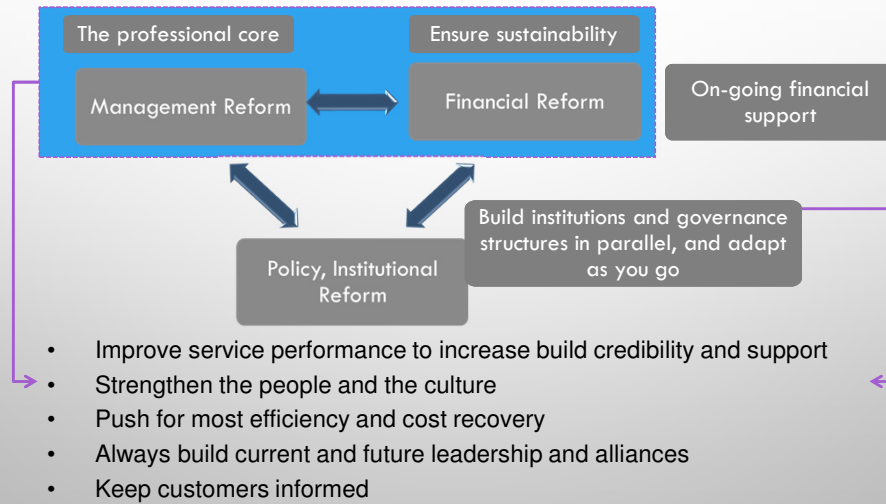 The professional core
Ensure sustainability
Management Reform
Financial Reform
On-going financial
support
Build institutions and governance
structures in parallel, and adapt
as you go
Policy, Institutional
Reform
• Improve service performance to increase build credibility and support
• Strengthen the people and the culture
• Push for most efficiency and cost recovery
• Always build current and future leadership and alliances
• Keep customers informed